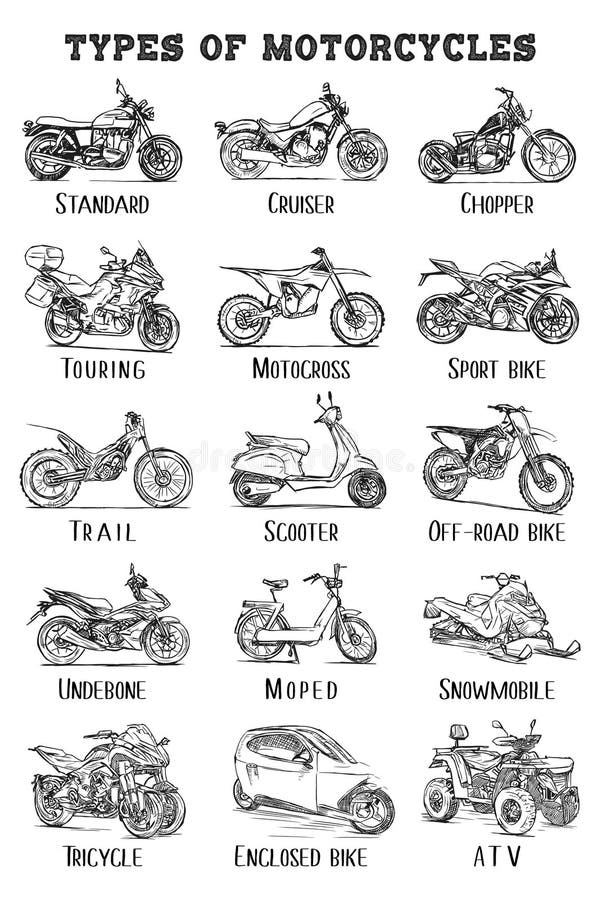 TYPES OF MOTORCYCLES
STANDARD CRUISER CHOPPER
TOURING MOTOCROSS SPORT BIKE
TRAIL SCOOTER OFF-ROAD BIKE
UNDEBONE MOPED SNOWMOBILE
TRICYCLE ENCLOSED BIKE ATV